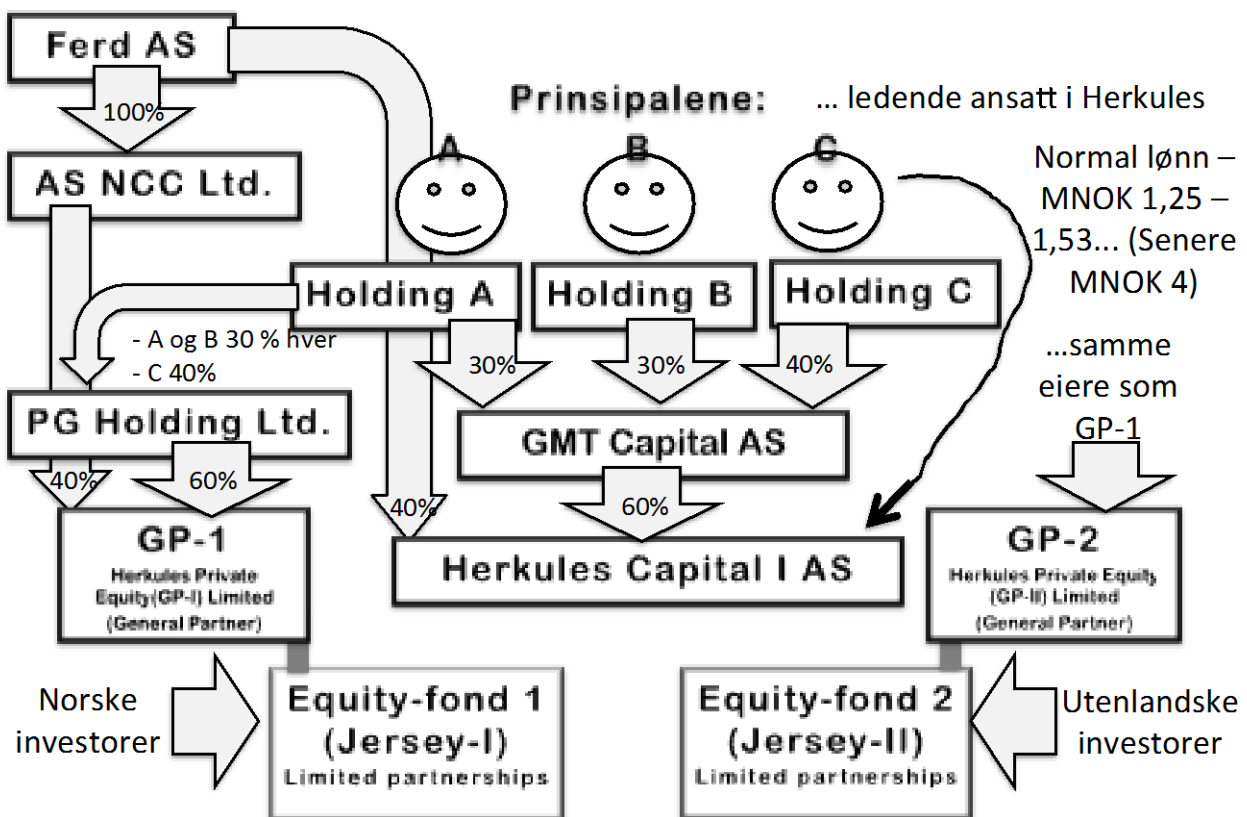 Ferd AS
100%
AS NCC Ltd.
Prinsipalene:
... ledende ansatt i Herkules
A
B
C
Normal lønn –
MNOK 1,25 –
1,53... (Senere
MNOK 4)
Holding A
Holding B
Holding C
- A og B 30 % hver
- C 40%
30%
30%
40%
...samme
eiere som
GP-1
PG Holding Ltd.
GMT Capital AS
40%
60%
40%
60%
GP-1
Herkules Private
Equity(GP-I) Limited
(General Partner)
Herkules Capital I AS
GP-2
Herkules Private Equity
(GP-II) Limited
(General Partner)
Norske
investorer
Equity-fond 1
(Jersey-I)
Limited partnerships
Equity-fond 2
(Jersey-II)
Limited partnerships
Utenlandske
investorer